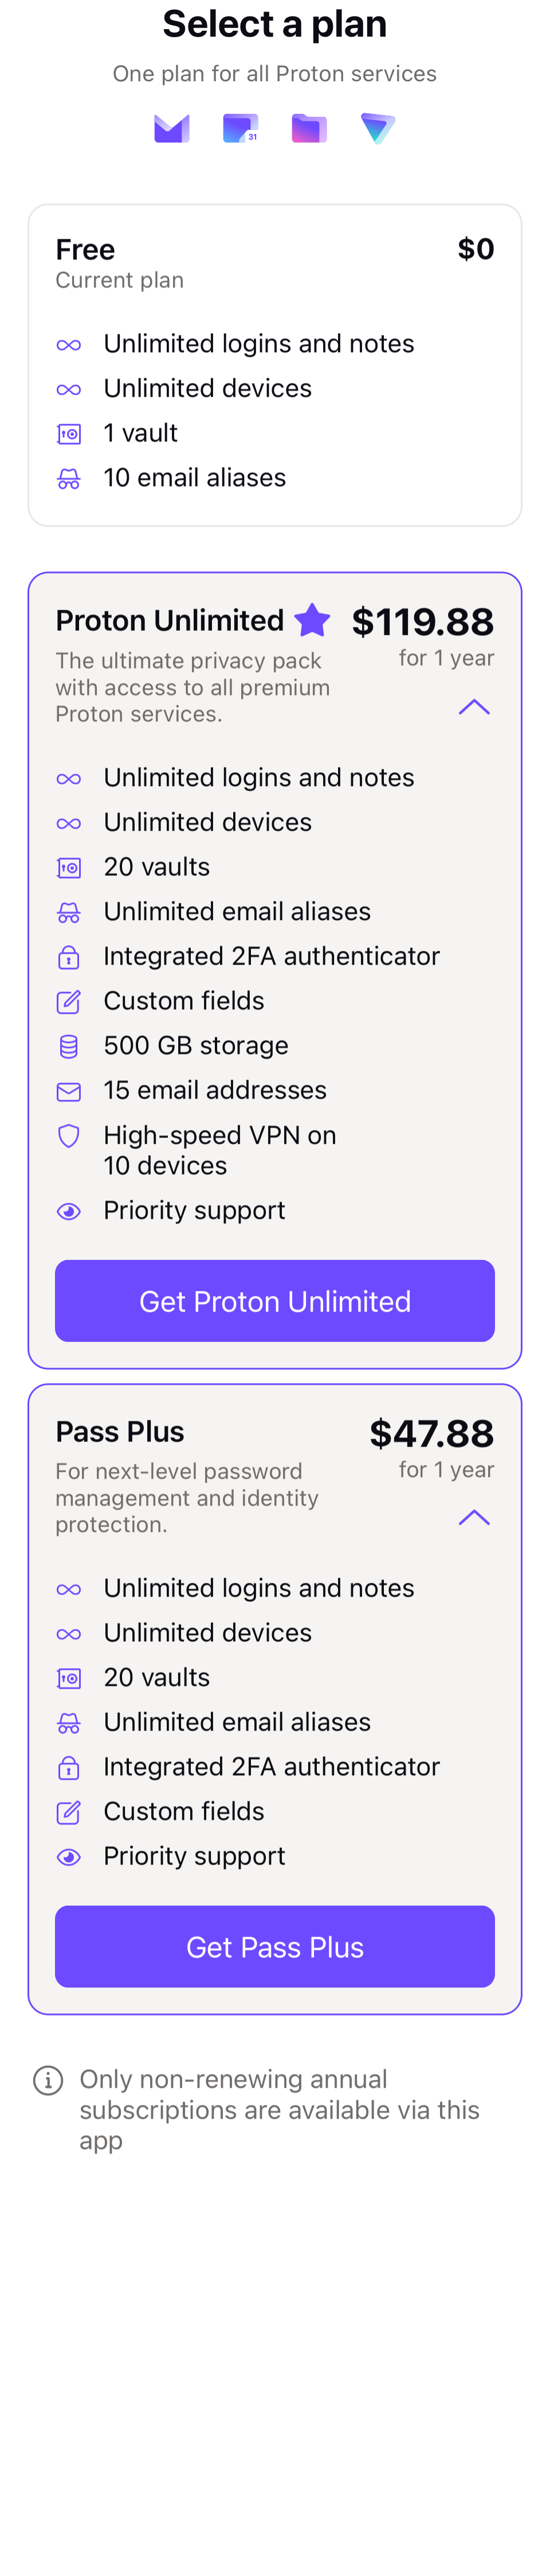 Select a plan
One plan for all Proton services
31
Free
$0
Current plan
Unlimited logins and notes
Unlimited devices
1 vault
10 email aliases
Proton Unlimited
$119.88
for 1 year
The ultimate privacy pack
with access to all premium
Proton services.
Unlimited logins and notes
Unlimited devices
20 vaults
Unlimited email aliases
Integrated 2FA authenticator
Custom fields
500 GB storage
15 email addresses
High-speed VPN on
10 devices
Priority support
Get Proton Unlimited
Pass Plus
$47.88
for 1 year
For next-level password
management and identity
protection.
Unlimited logins and notes
Unlimited devices
20 vaults
Unlimited email aliases
Integrated 2FA authenticator
Custom fields
Priority support
Get Pass Plus
Only non-renewing annual
subscriptions are available via this
app